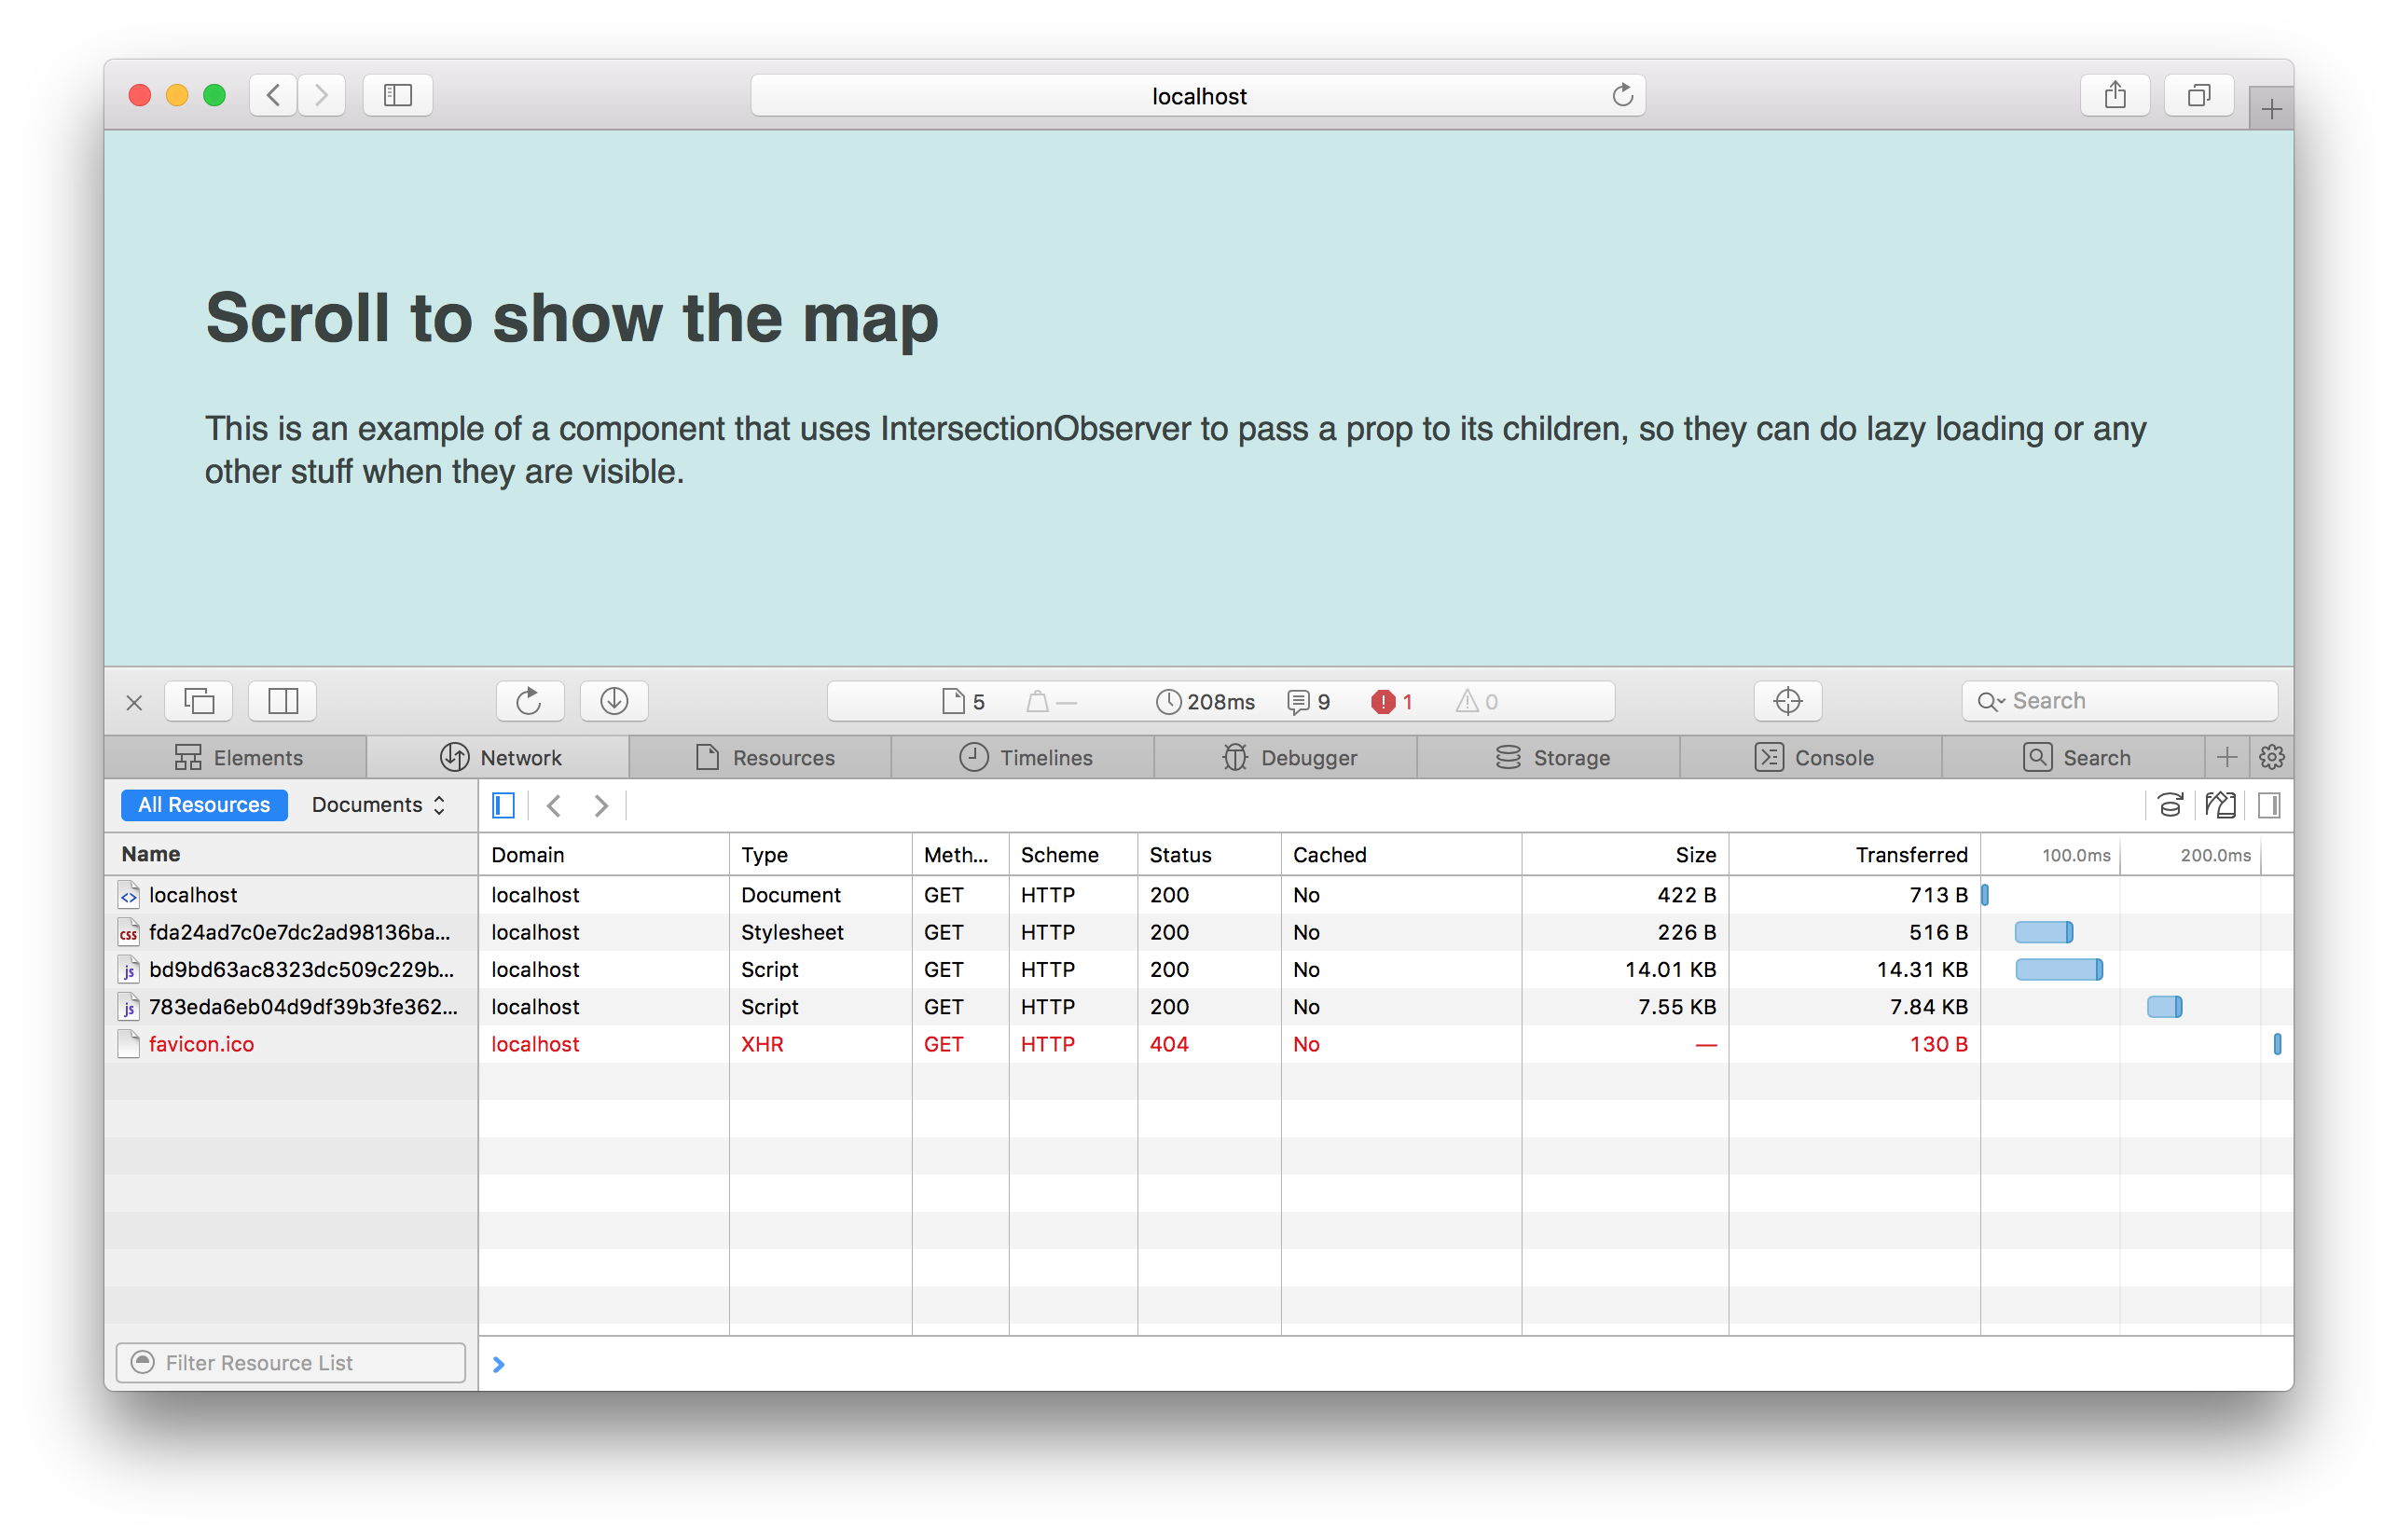 localhost
Scroll to show the map
This is an example of a component that uses IntersectionObserver to pass a prop to its children, so they can do lazy loading or any
other stuff when they are visible.
5 — 208ms 9 1 0 Search
Elements Network Resources Timelines Debugger Storage Console Search
All Resources Documents
Name Domain Type Meth... Scheme Status Cached Size Transferred 100.0ms 200.0ms
localhost localhost Document GET HTTP 200 No 422 B 713 B
css fda24ad7c0e7dc2ad98136ba... localhost Stylesheet GET HTTP 200 No 226 B 516 B
js bd9bd63ac8323dc509c229b... localhost Script GET HTTP 200 No 14.01 KB 14.31 KB
js 783eda6eb04d9df39b3fe362... localhost Script GET HTTP 200 No 7.55 KB 7.84 KB
favicon.ico localhost XHR GET HTTP 404 No — 130 B
Filter Resource List